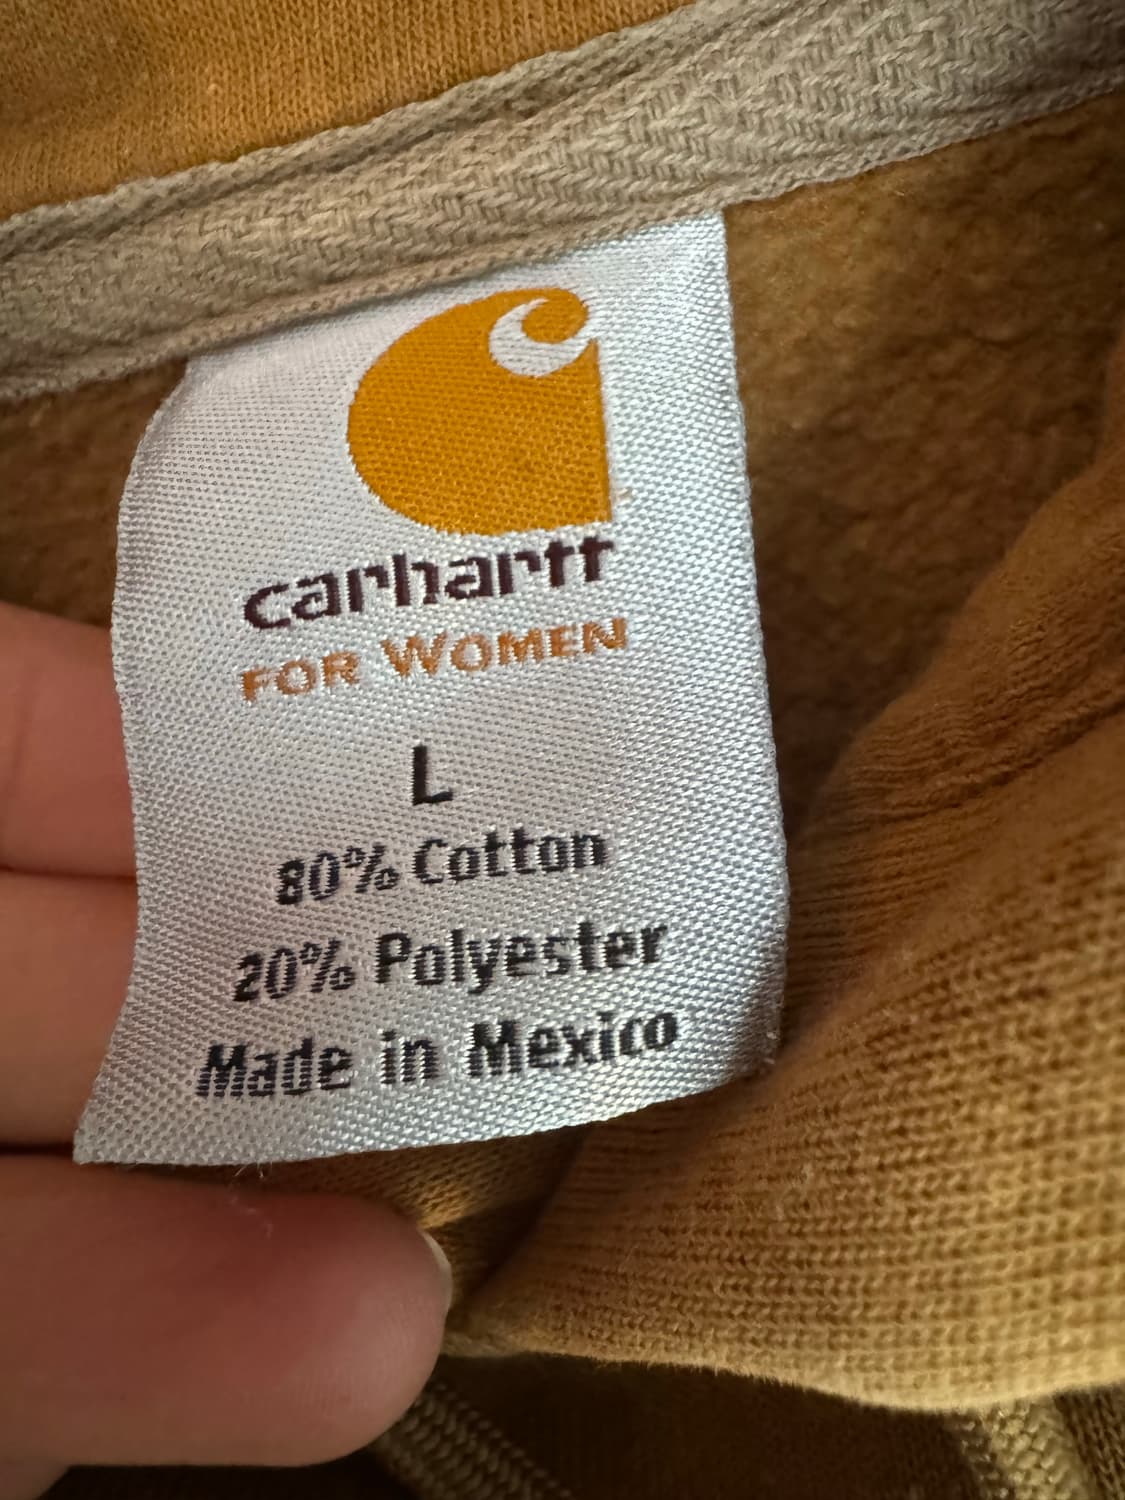 carhartt
FOR WOMEN
L
80% Cotton
20% Polyester
Made in Mexico